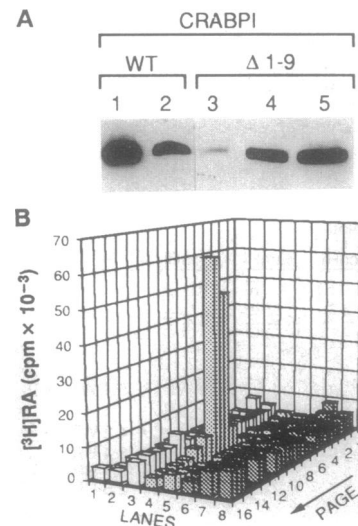 A
CRABPI
WT Δ 1-9
1 2 3 4 5
B
[³H]RA (cpm × 10⁻³)
70
60
50
40
30
20
10
0
1 2 3 4 5 6 7 8
LANES
16 14 12 10 8 6 4 2
PAGE